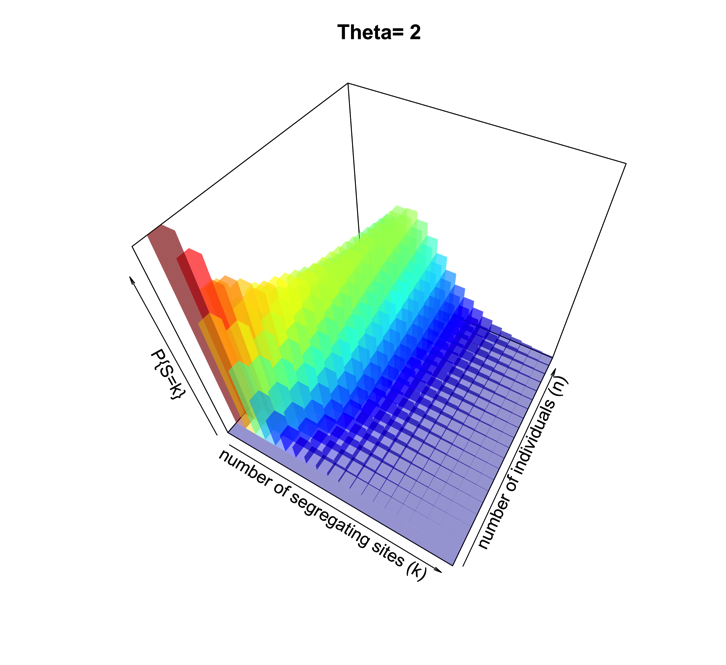 Theta= 2
P{S=k}
number of segregating sites (k)
number of individuals (n)